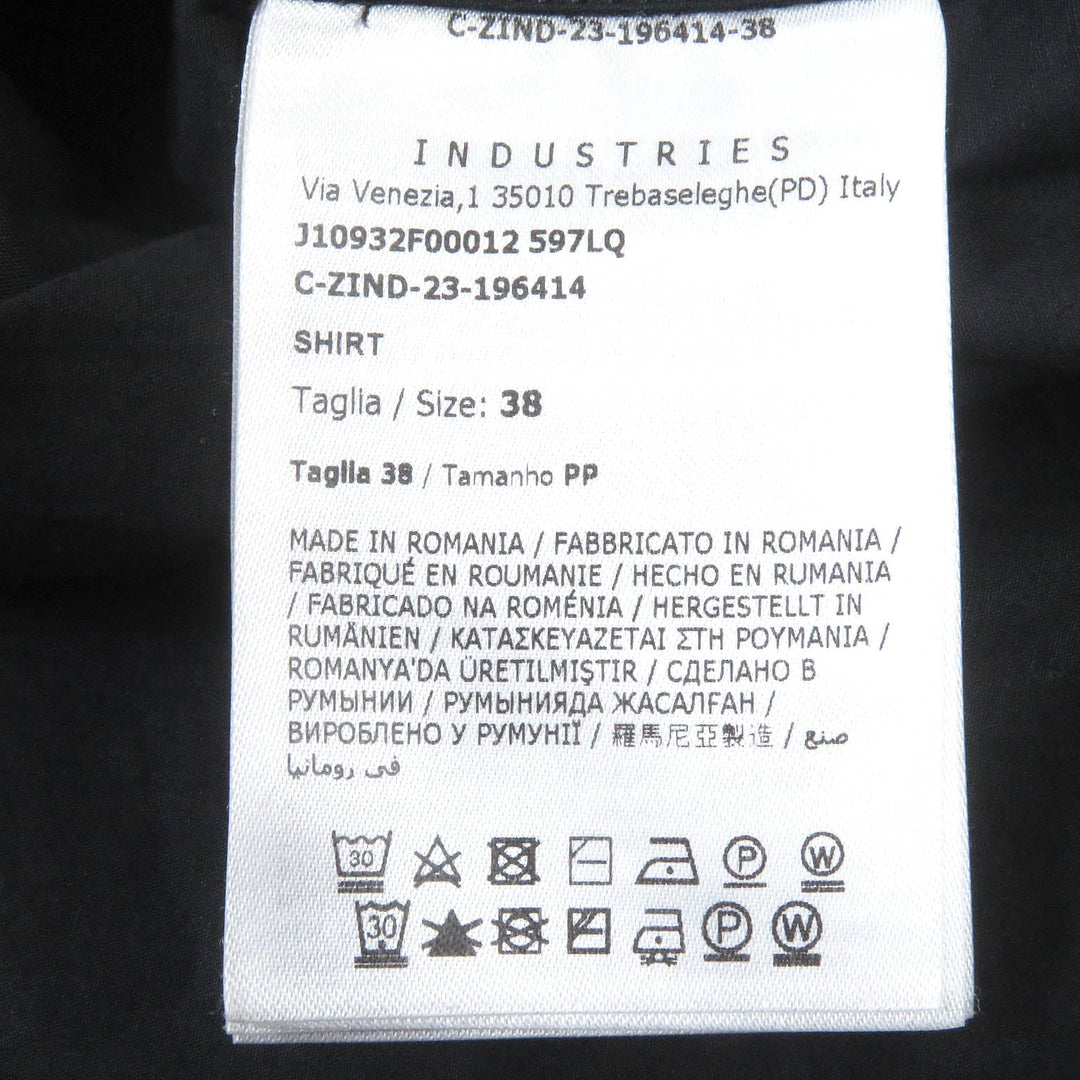 C-ZIND-23-196414-38
INDUSTRIES
Via Venezia,1 35010 Trebaseleghe(PD) Italy
J10932F00012 597LQ
C-ZIND-23-196414
SHIRT
Taglia / Size: 38
Taglia 38 / Tamanho PP
MADE IN ROMANIA / FABBRICATO IN ROMANIA /
FABRIQUÉ EN ROUMANIE / HECHO EN RUMANIA
/ FABRICADO NA ROMÉNIA / HERGESTELLT IN
RUMÄNIEN / ΚΑΤΑΣΚΕΥΑΖΕΤΑΙ ΣΤΗ ΡΟΥΜΑΝΙΑ /
ROMANYA'DA ÜRETILMIŞTIR / СДЕЛАНО В
РУМЫНИИ / РУМЫНИЯДА ЖАСАЛҒАН /
ВИРОБЛЕНО У РУМУНІЇ / 羅馬尼亞製造 / صنع
في رومانيا
30 P W
30 P W